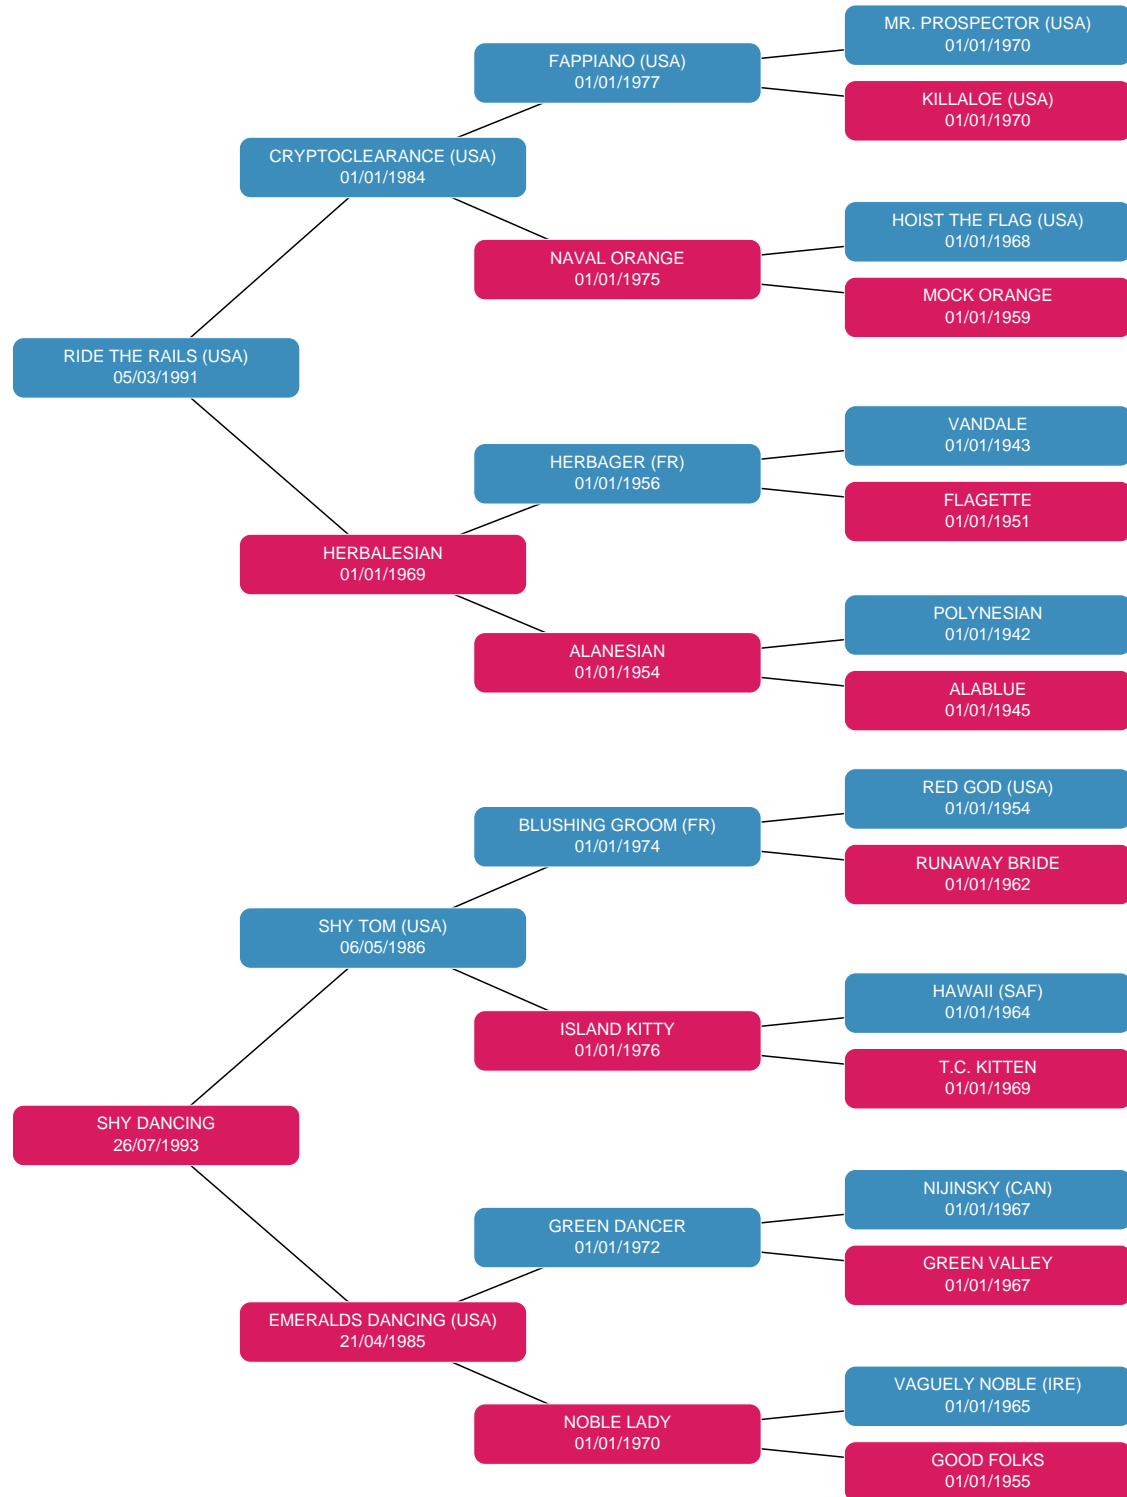 MR. PROSPECTOR (USA)
01/01/1970
FAPPIANO (USA)
01/01/1977
KILLALOE (USA)
01/01/1970
CRYPTOCLEARANCE (USA)
01/01/1984
HOIST THE FLAG (USA)
01/01/1968
NAVAL ORANGE
01/01/1975
MOCK ORANGE
01/01/1959
RIDE THE RAILS (USA)
05/03/1991
VANDALE
01/01/1943
HERBAGER (FR)
01/01/1956
FLAGETTE
01/01/1951
HERBALESIAN
01/01/1969
POLYNESIAN
01/01/1942
ALANESIAN
01/01/1954
ALABLUE
01/01/1945
RED GOD (USA)
01/01/1954
BLUSHING GROOM (FR)
01/01/1974
RUNAWAY BRIDE
01/01/1962
SHY TOM (USA)
06/05/1986
HAWAII (SAF)
01/01/1964
ISLAND KITTY
01/01/1976
T.C. KITTEN
01/01/1969
SHY DANCING
26/07/1993
NIJINSKY (CAN)
01/01/1967
GREEN DANCER
01/01/1972
GREEN VALLEY
01/01/1967
EMERALDS DANCING (USA)
21/04/1985
VAGUELY NOBLE (IRE)
01/01/1965
NOBLE LADY
01/01/1970
GOOD FOLKS
01/01/1955